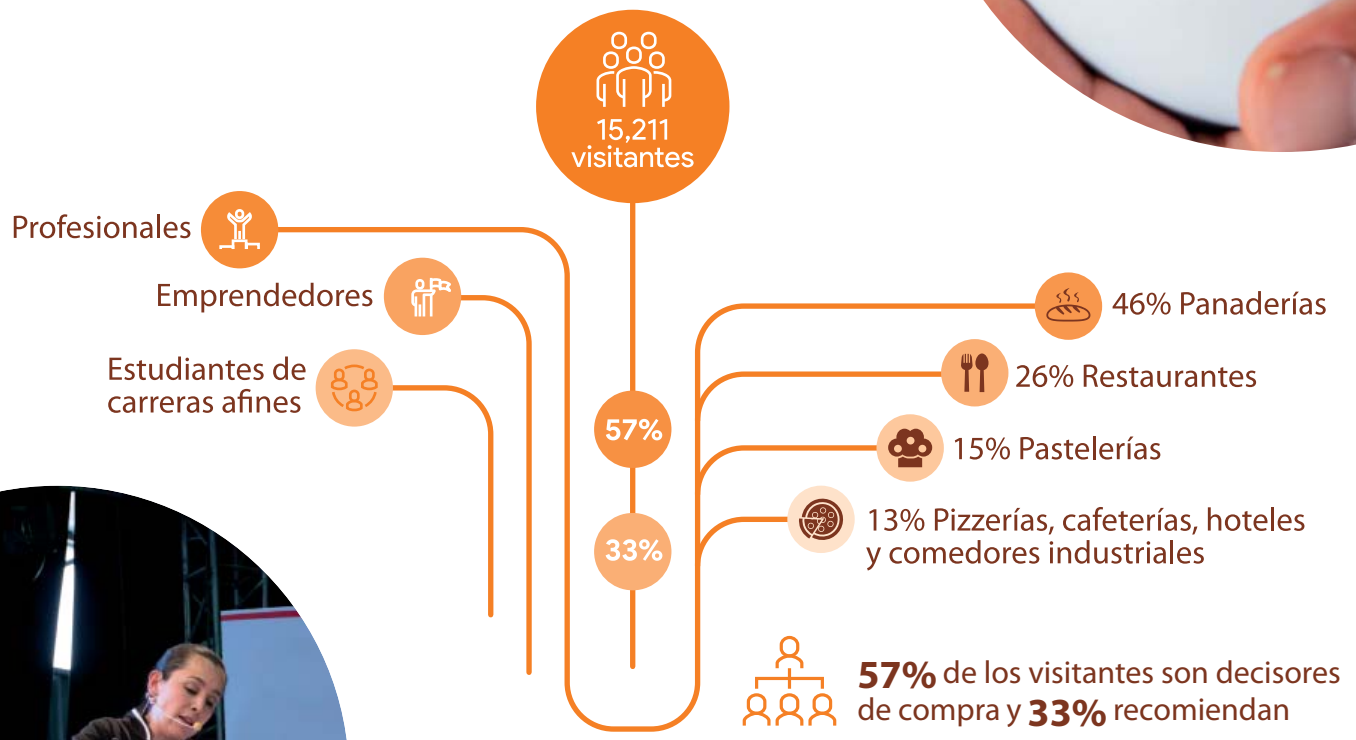 15,211
visitantes
Profesionales
Emprendedores
Estudiantes de
carreras afines
57%
33%
46% Panaderías
26% Restaurantes
15% Pastelerías
13% Pizzerías, cafeterías, hoteles
y comedores industriales
57% de los visitantes son decisores
de compra y 33% recomiendan